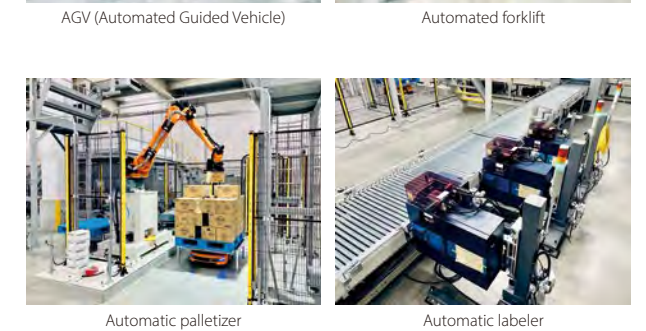 AGV (Automated Guided Vehicle)
Automated forklift
Automatic palletizer
Automatic labeler